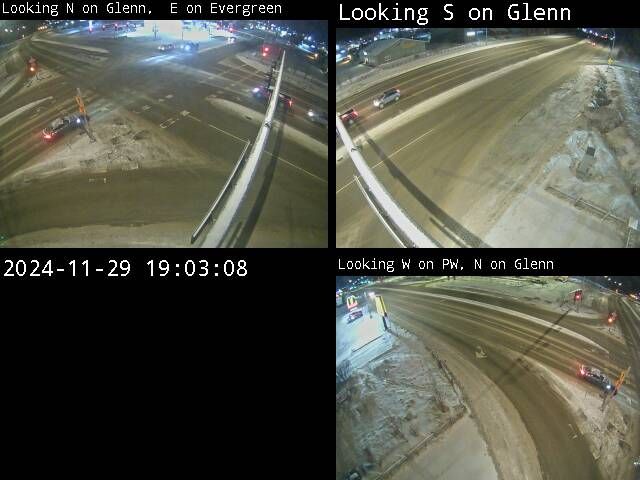 Looking N on Glenn,  E on Evergreen
Looking S on Glenn
2024-11-29 19:03:08
Looking W on PW, N on Glenn